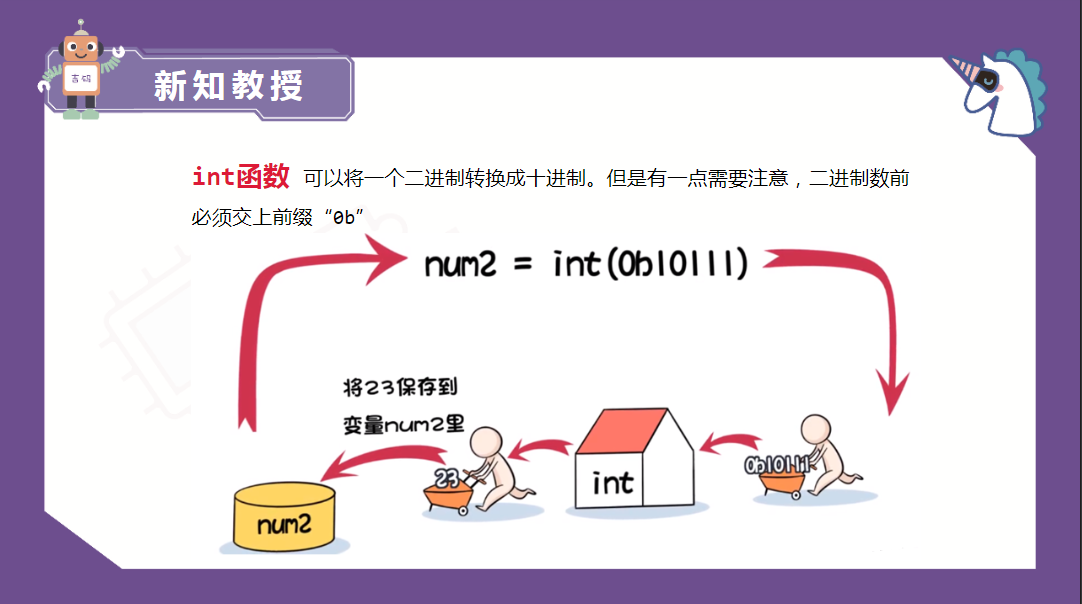 吉码
新知教授
int函数 可以将一个二进制转换成十进制。但是有一点需要注意，二进制数前
必须交上前缀“0b”
num2 = int(0b10111)
将23保存到
变量num2里
23
int
0b10111
num2